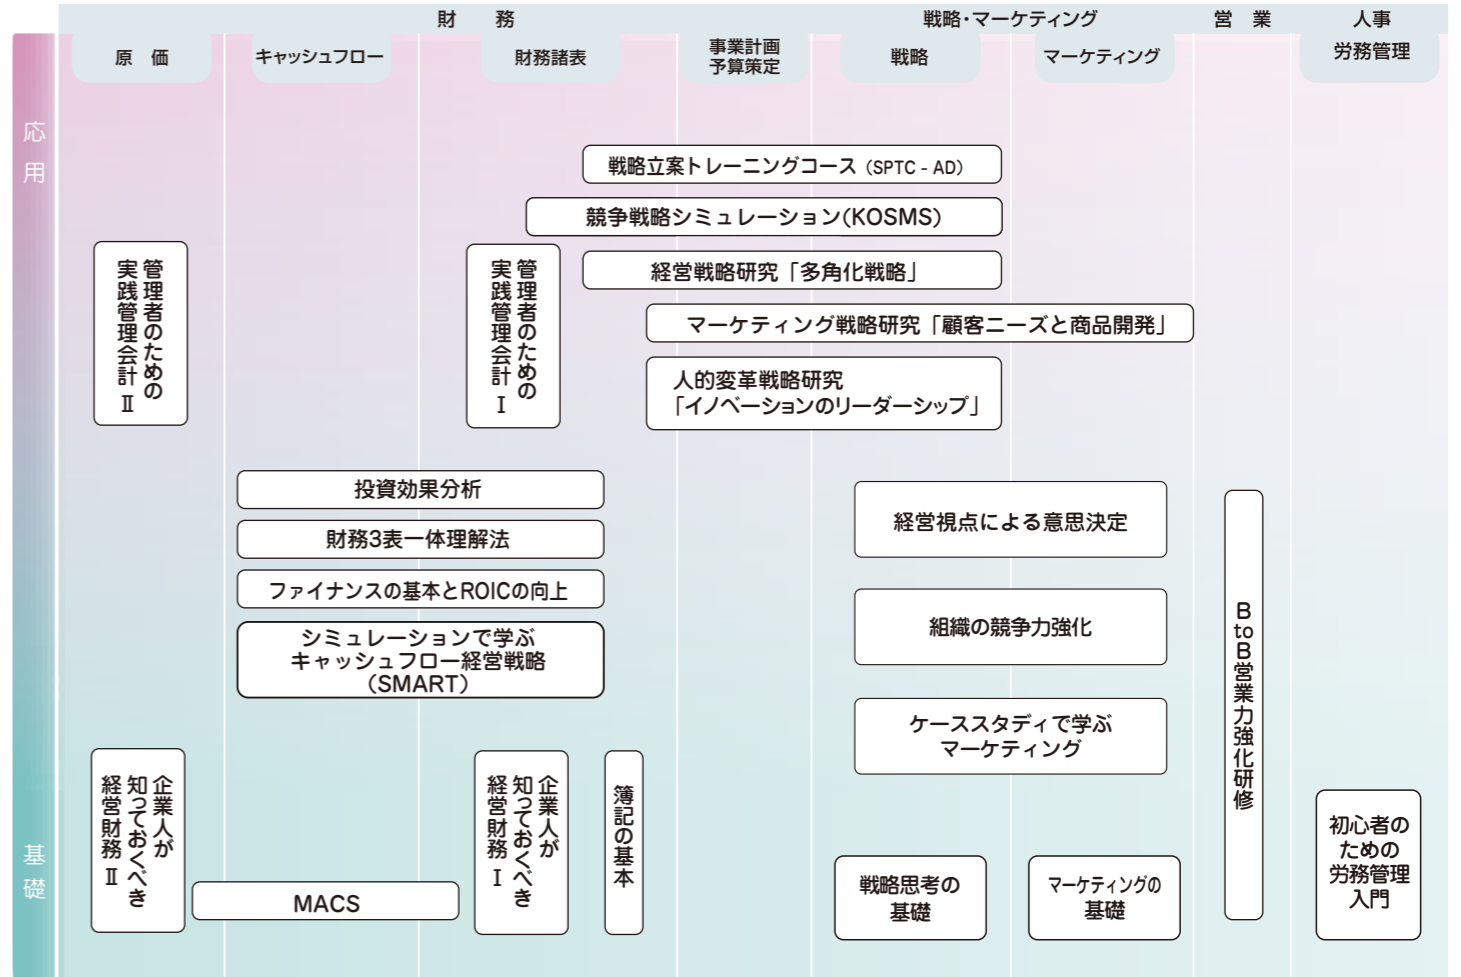 財　務
戦略・マーケティング
営　業
人事
労務管理
原　価
キャッシュフロー
財務諸表
事業計画
予算策定
戦略
マーケティング
応用
戦略立案トレーニングコース（SPTC - AD）
競争戦略シミュレーション(KOSMS)
経営戦略研究「多角化戦略」
マーケティング戦略研究「顧客ニーズと商品開発」
人的変革戦略研究
「イノベーションのリーダーシップ」
管理者のための
実践管理会計 Ⅱ
管理者のための
実践管理会計 Ⅰ
投資効果分析
財務3表一体理解法
ファイナンスの基本とROICの向上
シミュレーションで学ぶ
キャッシュフロー経営戦略
（SMART）
経営視点による意思決定
組織の競争力強化
ケーススタディで学ぶ
マーケティング
BtoB営業力強化研修
基礎
企業人が
知っておくべき
経営財務 Ⅱ
MACS
企業人が
知っておくべき
経営財務 Ⅰ
簿記の基本
戦略思考の
基礎
マーケティングの
基礎
初心者の
ための
労務管理
入門